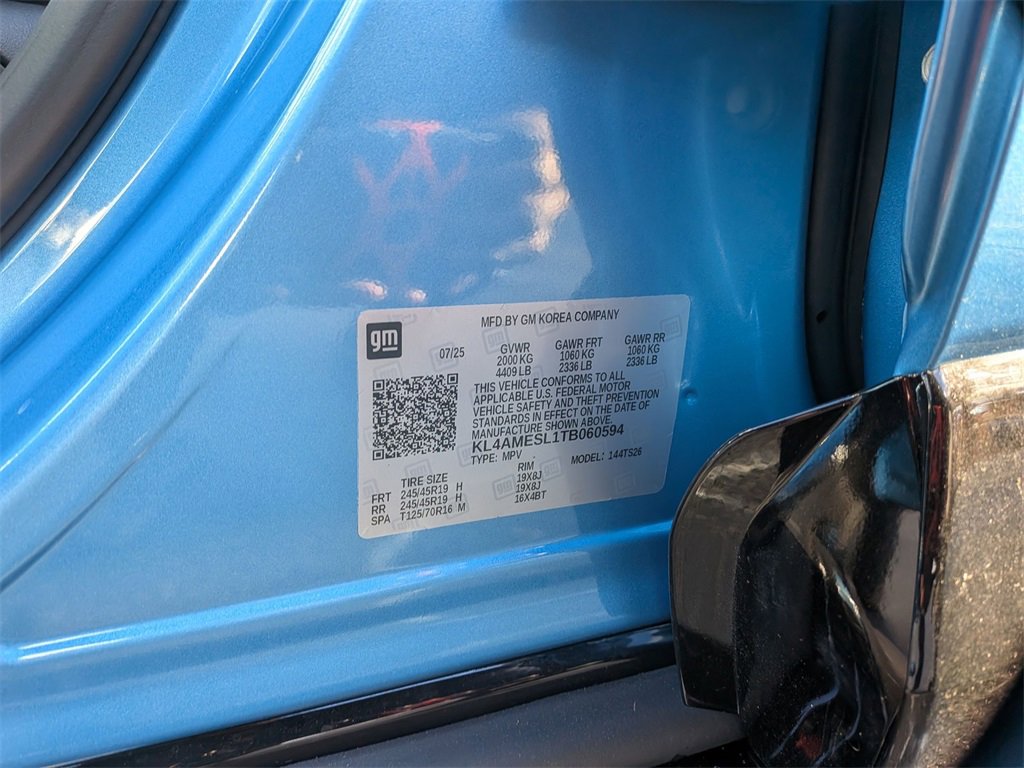 gm
MFD BY GM KOREA COMPANY
07/25
GVWR GAWR FRT GAWR RR
2000 KG 1060 KG 1060 KG
4409 LB 2336 LB 2336 LB
THIS VEHICLE CONFORMS TO ALL
APPLICABLE U.S. FEDERAL MOTOR
VEHICLE SAFETY AND THEFT PREVENTION
STANDARDS IN EFFECT ON THE DATE OF
MANUFACTURE SHOWN ABOVE.
KL4AMESL1TB060594
TYPE: MPV MODEL: 144TS26
TIRE SIZE RIM
FRT 245/45R19 H 19X8J
RR 245/45R19 H 19X8J
SPA T125/70R16 M 16X4BT